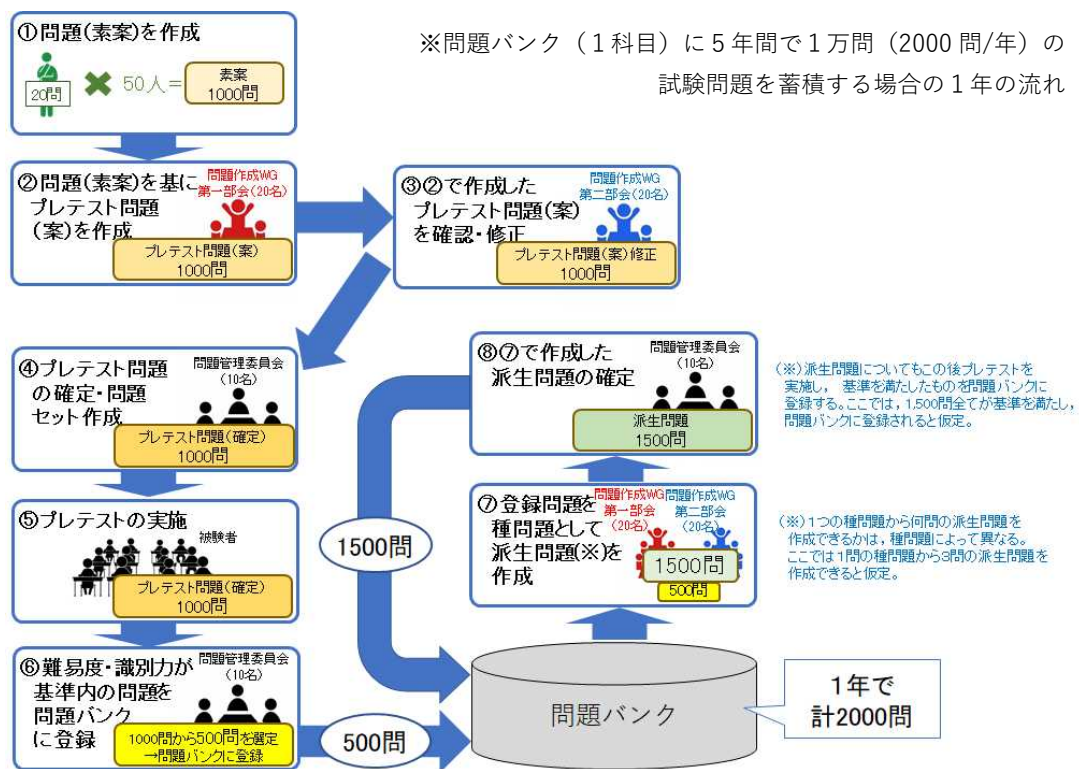 ※問題バンク（１科目）に５年間で１万問（2000 問/年）の
試験問題を蓄積する場合の１年の流れ
①問題(素案)を作成
20問
50人＝
素案
1000問
②問題(素案)を基に
プレテスト問題
(案)を作成
問題作成WG
第一部会(20名)
プレテスト問題(案)
1000問
③②で作成した
プレテスト問題(案)
を確認・修正
問題作成WG
第二部会(20名)
プレテスト問題(案)修正
1000問
④プレテスト問題
の確定・問題
セット作成
問題管理委員会
(10名)
プレテスト問題(確定)
1000問
⑤プレテストの実施
被験者
プレテスト問題(確定)
1000問
⑥難易度・識別力が
基準内の問題を
問題バンク
に登録
問題管理委員会
(10名)
1000問から500問を選定
→問題バンクに登録
500問
⑦登録問題を
種問題として
派生問題(※)を
作成
問題作成WG
第一部会
(20名)
問題作成WG
第二部会
(20名)
1500問
500問
(※)１つの種問題から何問の派生問題を
作成できるかは，種問題によって異なる。
ここでは１問の種問題から3問の派生問題を
作成できると仮定。
⑧⑦で作成した
派生問題の確定
問題管理委員会
(10名)
派生問題
1500問
(※)派生問題についてもこの後プレテストを
実施し， 基準を満たしたものを問題バンクに
登録する。ここでは，1,500問全てが基準を満たし，
問題バンクに登録されると仮定。
1500問
問題バンク
１年で
計2000問